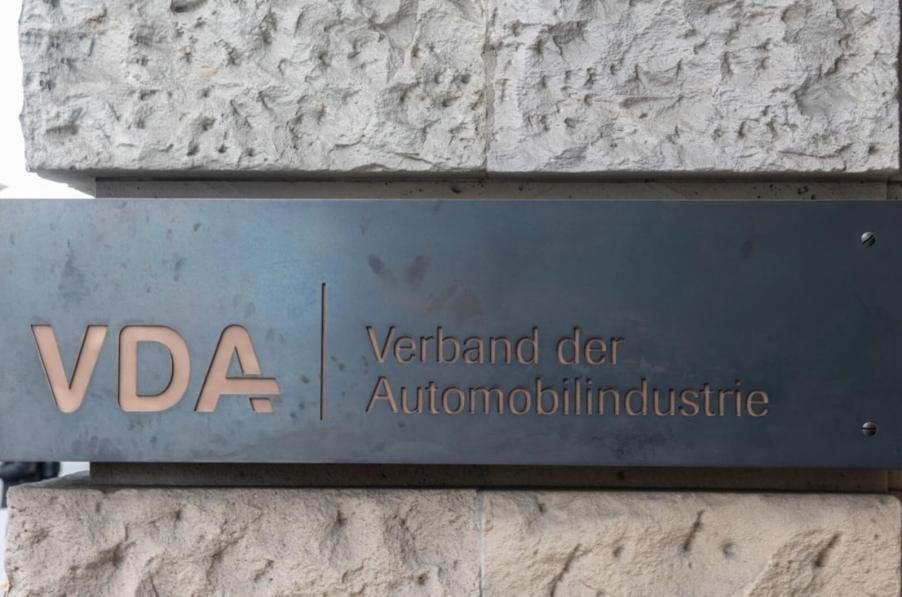 VDA
Verband der
Automobilindustrie